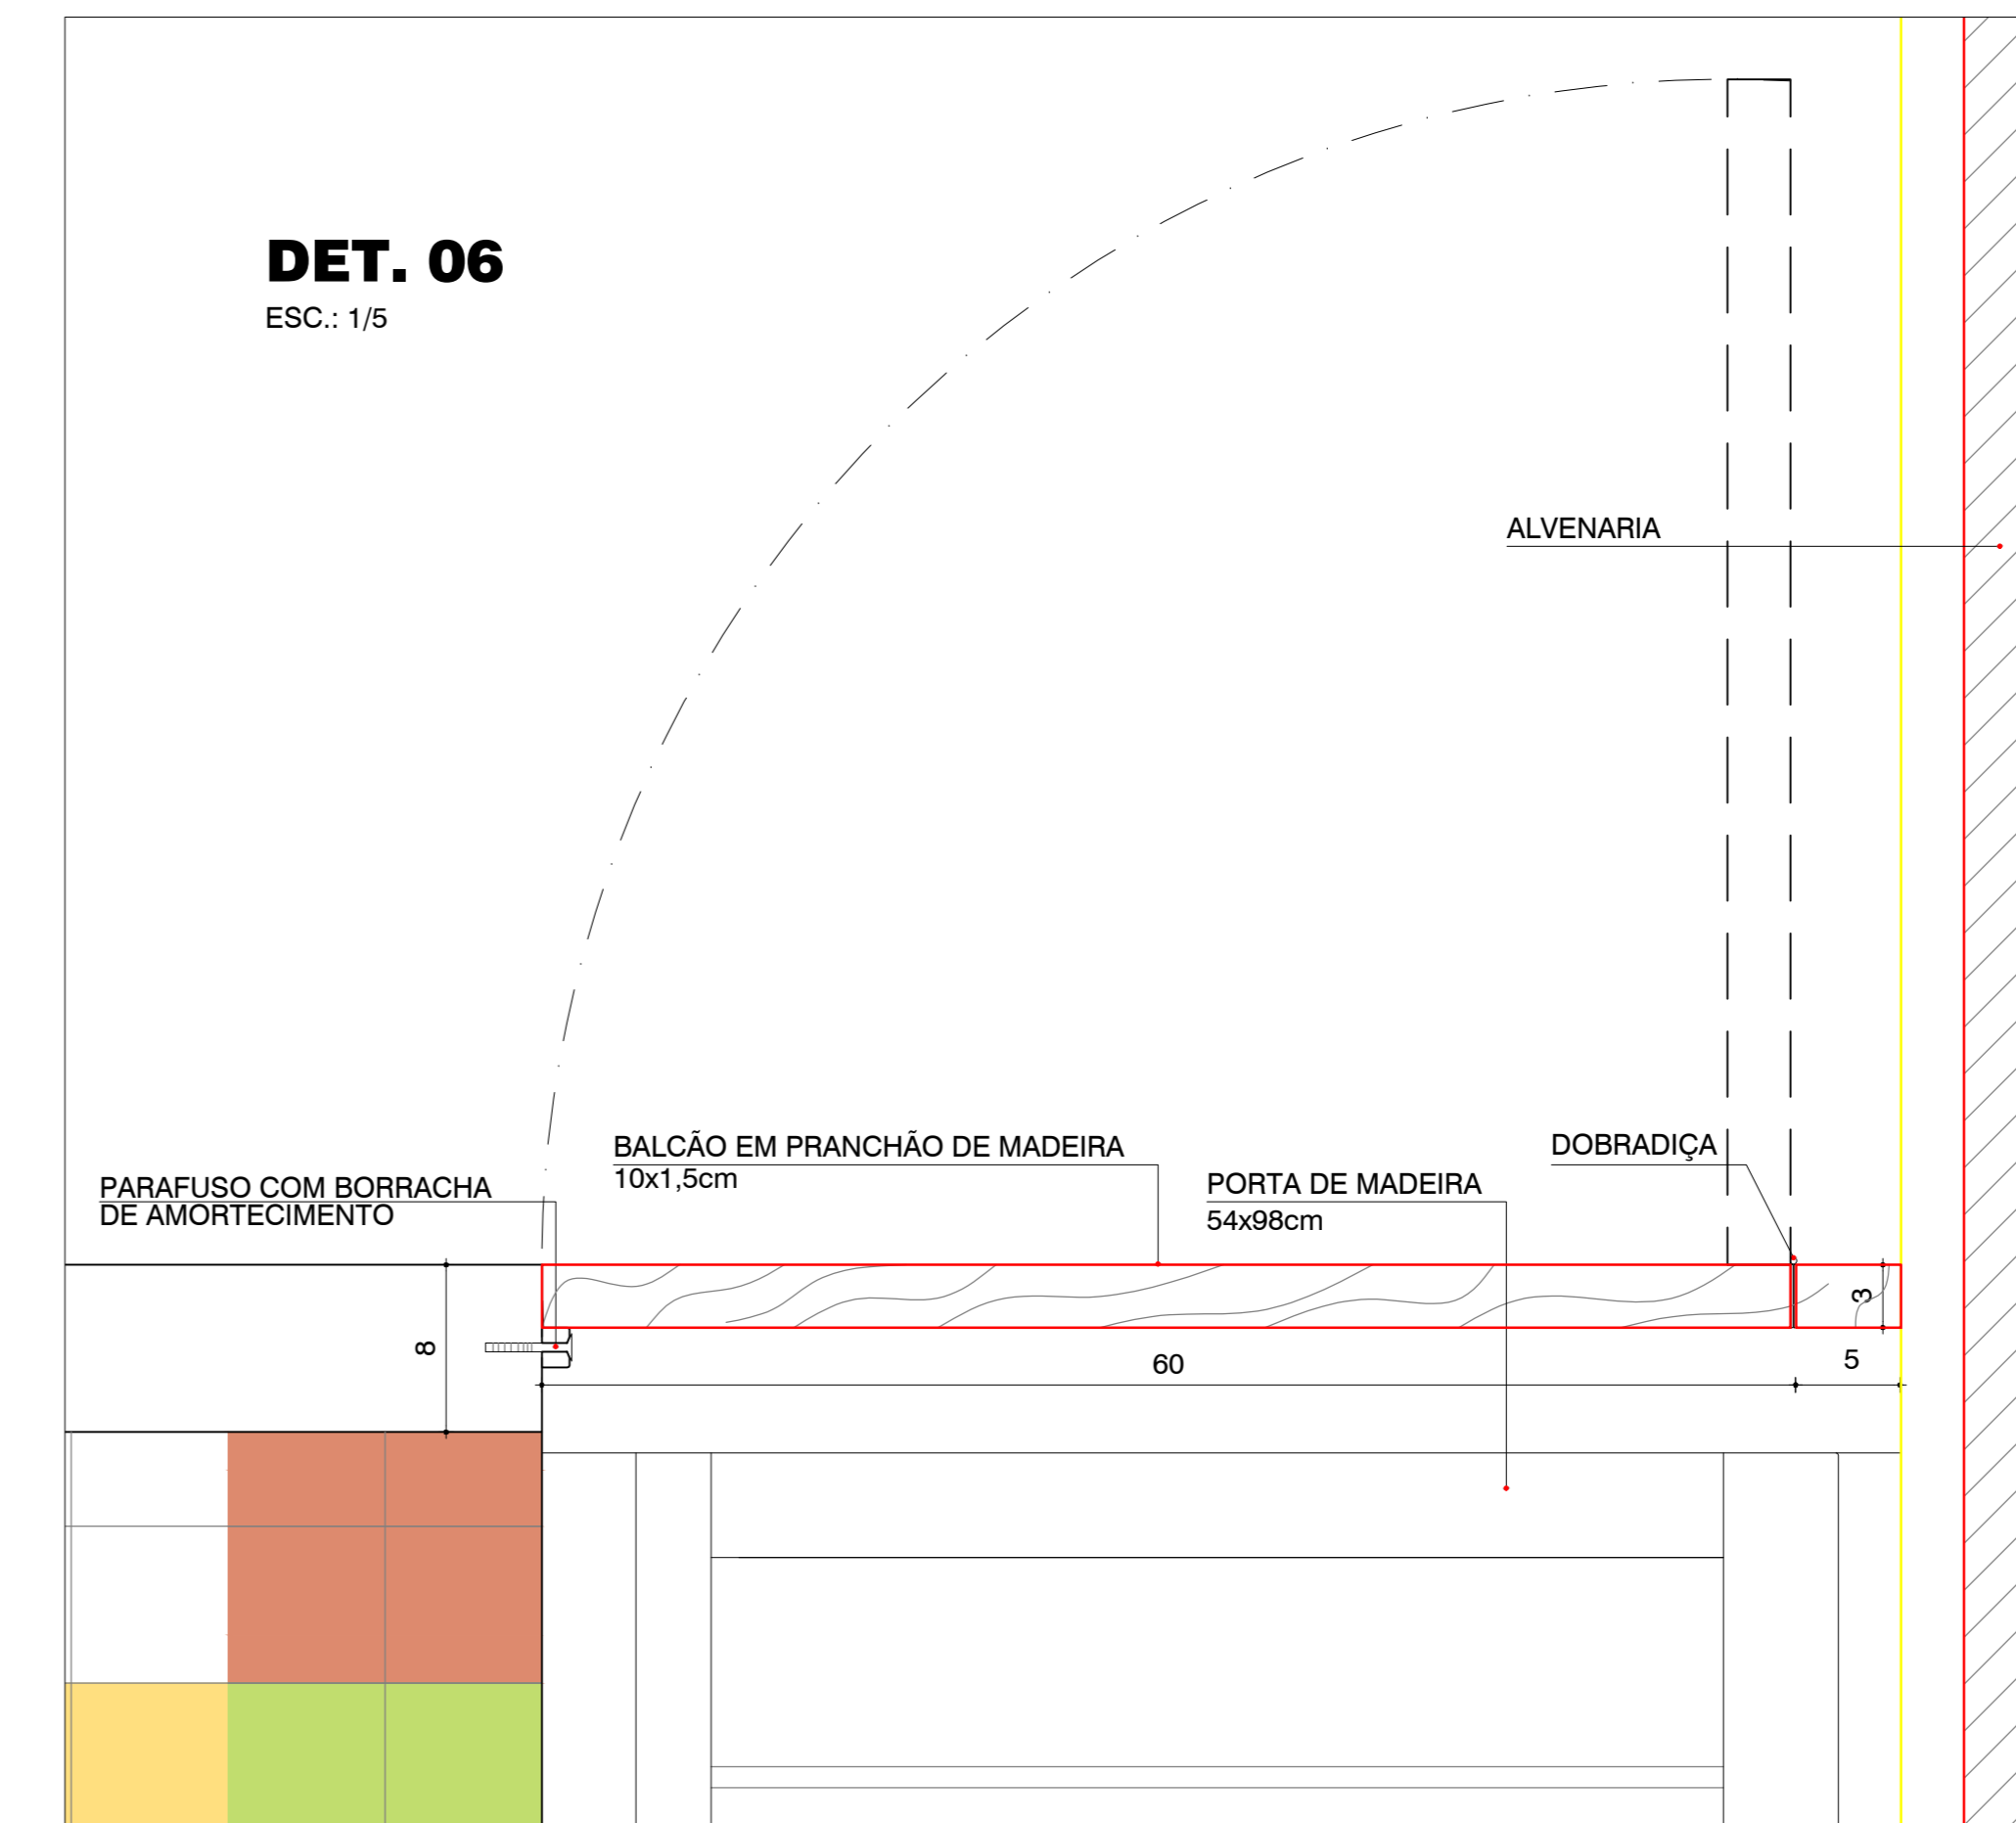 DET. 06
ESC.: 1/5
ALVENARIA
BALCÃO EM PRANCHÃO DE MADEIRA
10x1,5cm
DOBRADIÇA
PARAFUSO COM BORRACHA
DE AMORTECIMENTO
PORTA DE MADEIRA
54x98cm
3
8
60
5